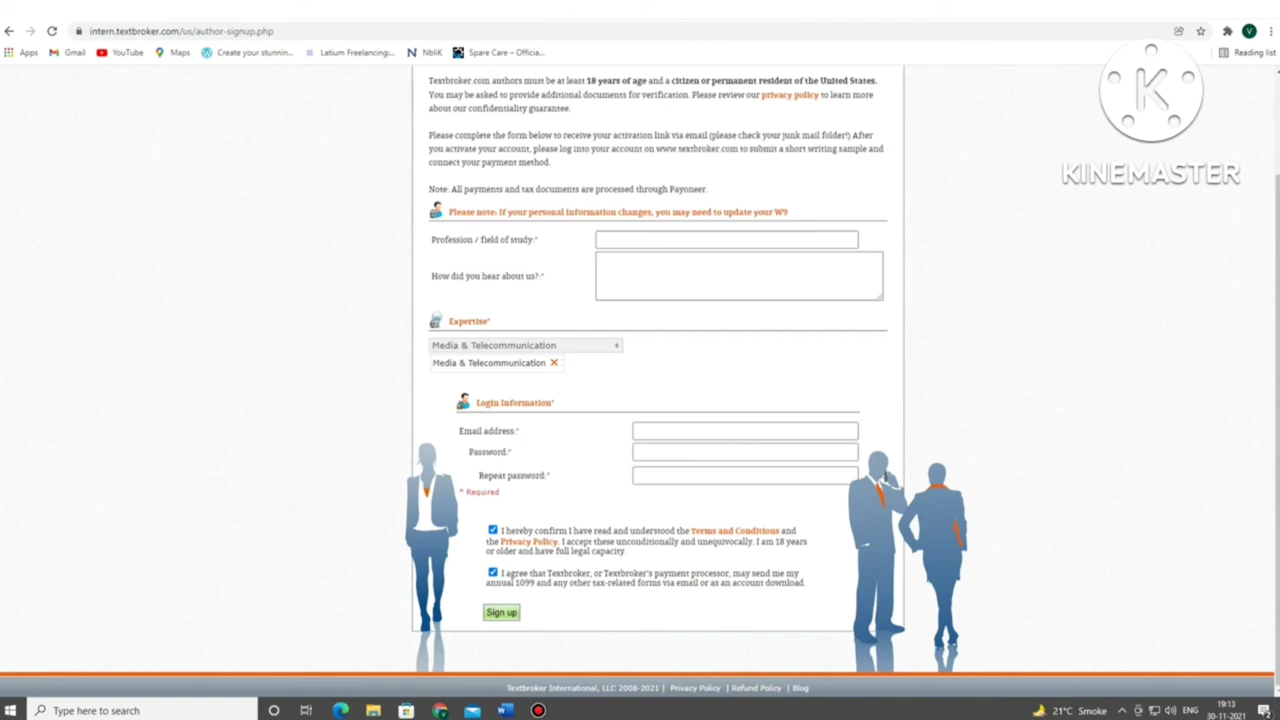 intern.textbroker.com/us/author-signup.php
V
Apps Gmail YouTube Maps Create your stunnin... Latium Freelancing:... NbliK Spare Care – Officia... Reading list
K
KINEMASTER
Textbroker.com authors must be at least 18 years of age and a citizen or permanent resident of the United States.
You may be asked to provide additional documents for verification. Please review our privacy policy to learn more
about our confidentiality guarantee.
Please complete the form below to receive your activation link via email (please check your junk mail folder!) After
you activate your account, please log into your account on www.textbroker.com to submit a short writing sample and
connect your payment method.
Note: All payments and tax documents are processed through Payoneer.
Please note: If your personal information changes, you may need to update your W9
Profession / field of study:*
How did you hear about us?:*
Expertise*
Media & Telecommunication
Media & Telecommunication
Login Information*
Email address:*
Password:*
Repeat password:*
* Required
I hereby confirm I have read and understood the Terms and Conditions and
the Privacy Policy. I accept these unconditionally and unequivocally. I am 18 years
or older and have full legal capacity.
I agree that Textbroker, or Textbroker's payment processor, may send me my
annual 1099 and any other tax-related forms via email or as an account download.
Sign up
Textbroker International, LLC 2008-2021 | Privacy Policy | Refund Policy | Blog
Type here to search 21°C Smoke ENG 19:13
30-11-2021